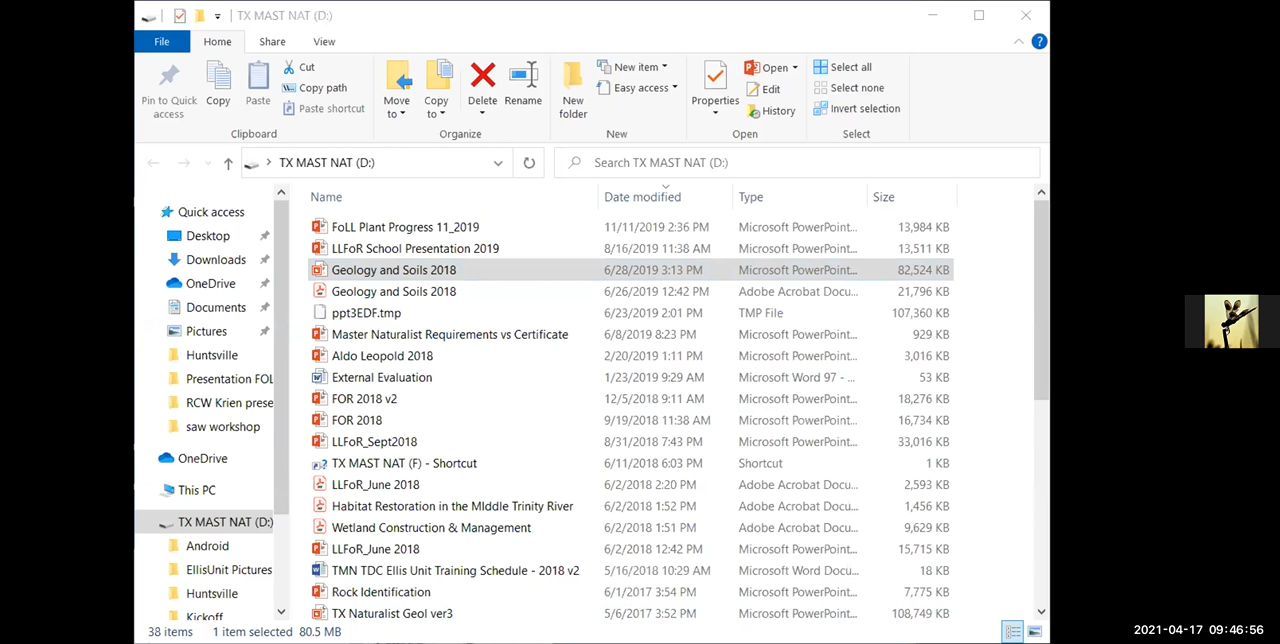 TX MAST NAT (D:)
File Home Share View
Pin to Quick access
Copy
Paste
Cut
Copy path
Paste shortcut
Clipboard
Move to
Copy to
Delete
Rename
Organize
New folder
New item
Easy access
New
Properties
Open
Edit
History
Open
Select all
Select none
Invert selection
Select
TX MAST NAT (D:)
Search TX MAST NAT (D:)
Quick access
Desktop
Downloads
OneDrive
Documents
Pictures
Huntsville
Presentation FOL
RCW Krien prese
saw workshop
OneDrive
This PC
TX MAST NAT (D:)
Android
EllisUnit Pictures
Huntsville
Kickoff
Name Date modified Type Size
FoLL Plant Progress 11_2019 11/11/2019 2:36 PM Microsoft PowerPoint... 13,984 KB
LLFoR School Presentation 2019 8/16/2019 11:38 AM Microsoft PowerPoint... 13,511 KB
Geology and Soils 2018 6/28/2019 3:13 PM Microsoft PowerPoint... 82,524 KB
Geology and Soils 2018 6/26/2019 12:42 PM Adobe Acrobat Docu... 21,796 KB
ppt3EDF.tmp 6/23/2019 2:01 PM TMP File 107,360 KB
Master Naturalist Requirements vs Certificate 6/8/2019 8:23 PM Microsoft PowerPoint... 929 KB
Aldo Leopold 2018 2/20/2019 1:11 PM Microsoft PowerPoint... 3,016 KB
External Evaluation 1/23/2019 9:29 AM Microsoft Word 97 - ... 53 KB
FOR 2018 v2 12/5/2018 9:11 AM Microsoft PowerPoint... 18,276 KB
FOR 2018 9/19/2018 11:38 AM Microsoft PowerPoint... 16,734 KB
LLFoR_Sept2018 8/31/2018 7:43 PM Microsoft PowerPoint... 33,016 KB
TX MAST NAT (F) - Shortcut 6/11/2018 6:03 PM Shortcut 1 KB
LLFoR_June 2018 6/2/2018 2:20 PM Adobe Acrobat Docu... 2,593 KB
Habitat Restoration in the MIddle Trinity River 6/2/2018 1:52 PM Adobe Acrobat Docu... 1,456 KB
Wetland Construction & Management 6/2/2018 1:51 PM Adobe Acrobat Docu... 9,629 KB
LLFoR_June 2018 6/2/2018 12:42 PM Microsoft PowerPoint... 15,715 KB
TMN TDC Ellis Unit Training Schedule - 2018 v2 5/16/2018 10:29 AM Microsoft Word Docu... 18 KB
Rock Identification 6/1/2017 3:54 PM Microsoft PowerPoint... 7,775 KB
TX Naturalist Geol ver3 5/6/2017 3:52 PM Microsoft PowerPoint... 108,749 KB
38 items 1 item selected 80.5 MB
2021-04-17 09:46:56